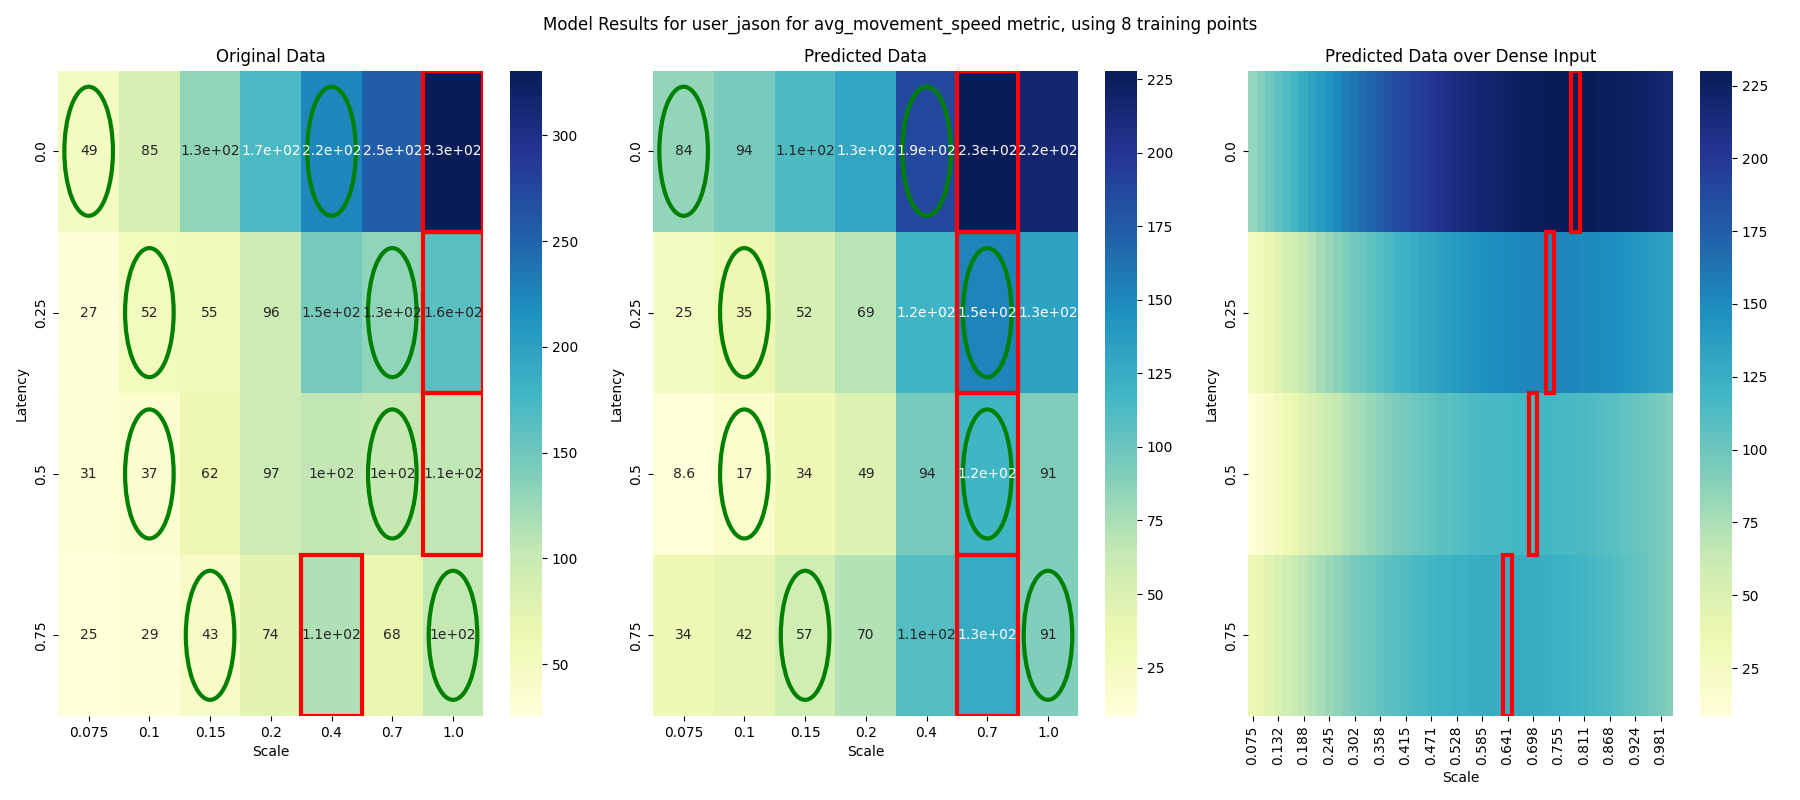 Model Results for user_jason for avg_movement_speed metric, using 8 training points
Original Data
49 85 1.3e+02 1.7e+02 2.2e+02 2.5e+02 3.3e+02
27 52 55 96 1.5e+02 1.3e+02 1.6e+02
31 37 62 97 1e+02 1e+02 1.1e+02
25 29 43 74 1.1e+02 68 1e+02
0.0
0.25
0.5
0.75
Latency
0.075 0.1 0.15 0.2 0.4 0.7 1.0
Scale
300
250
200
150
100
50
Predicted Data
84 94 1.1e+02 1.3e+02 1.9e+02 2.3e+02 2.2e+02
25 35 52 69 1.2e+02 1.5e+02 1.3e+02
8.6 17 34 49 94 1.2e+02 91
34 42 57 70 1.1e+02 1.3e+02 91
0.0
0.25
0.5
0.75
Latency
0.075 0.1 0.15 0.2 0.4 0.7 1.0
Scale
225
200
175
150
125
100
75
50
25
Predicted Data over Dense Input
0.0
0.25
0.5
0.75
Latency
0.075 0.132 0.188 0.245 0.302 0.358 0.415 0.471 0.528 0.585 0.641 0.698 0.755 0.811 0.868 0.924 0.981
Scale
225
200
175
150
125
100
75
50
25